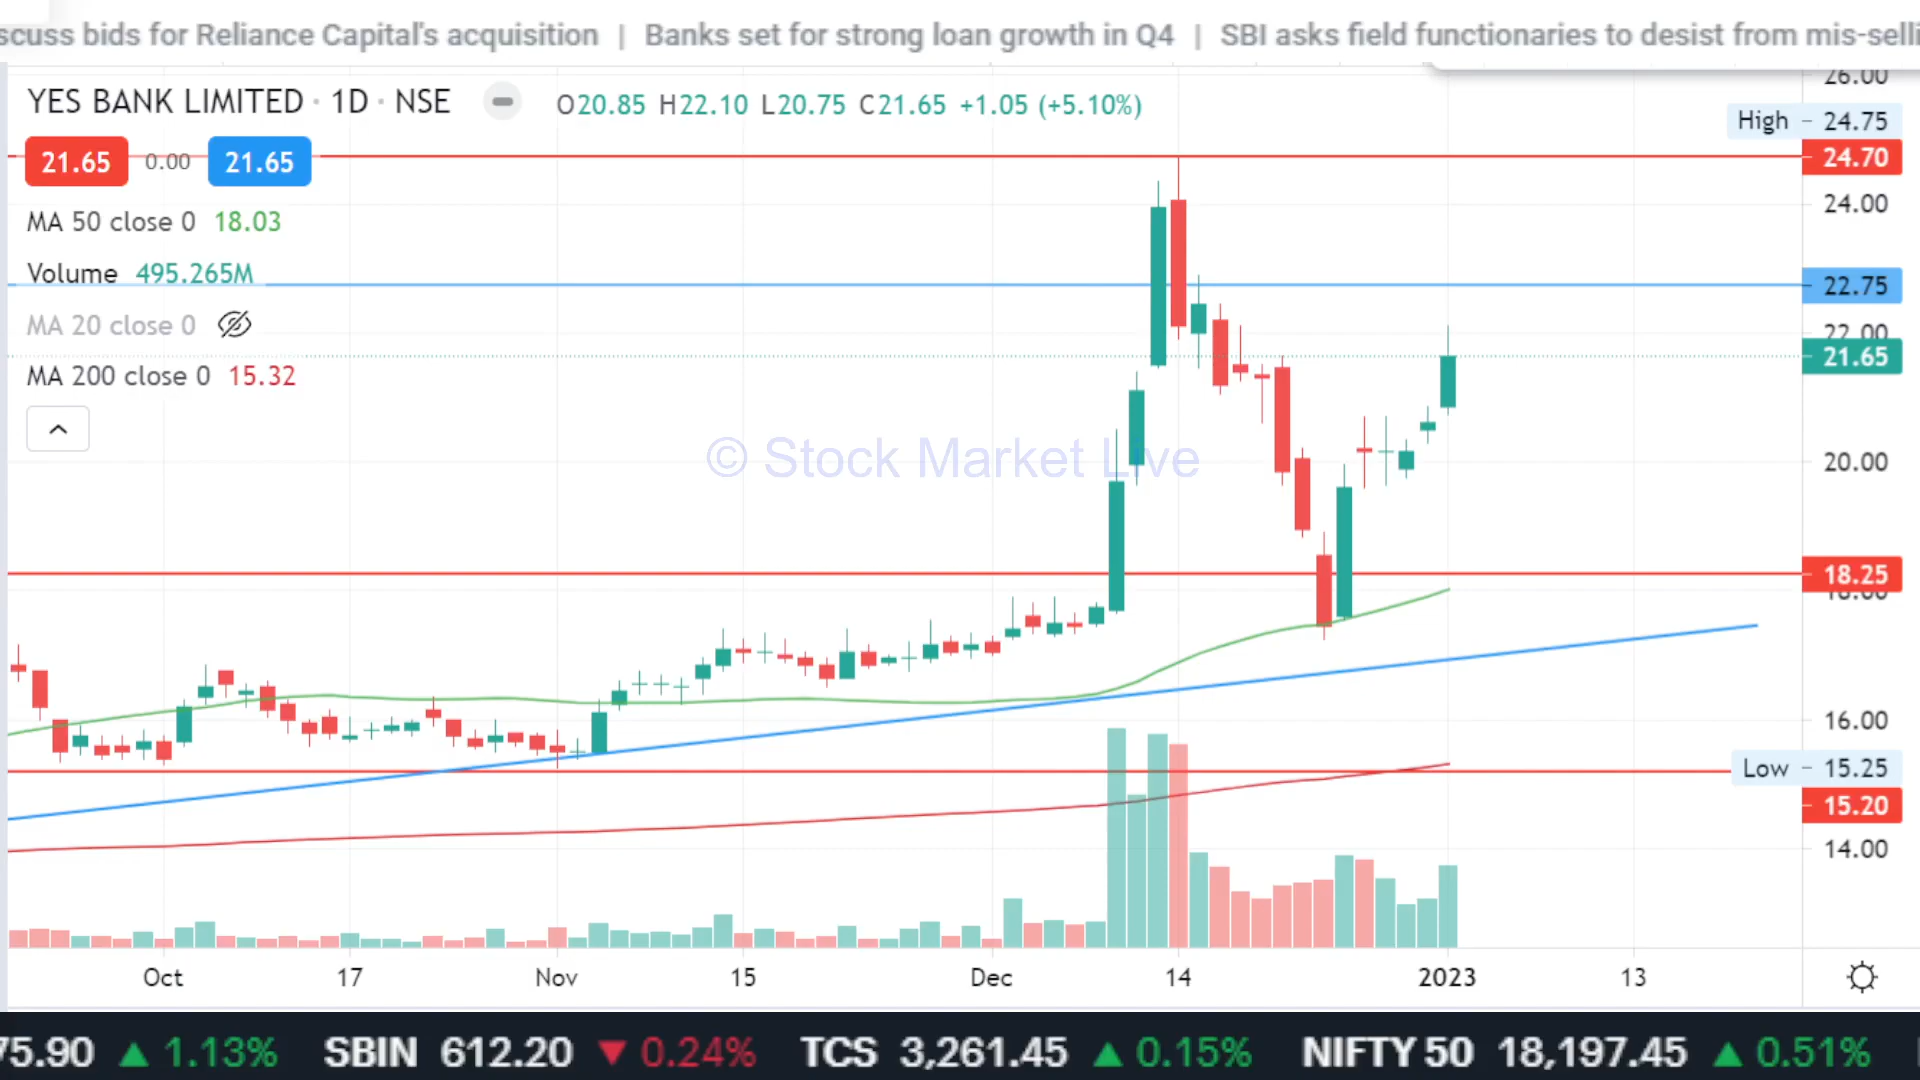 scuss bids for Reliance Capital's acquisition | Banks set for strong loan growth in Q4 | SBI asks field functionaries to desist from mis-selli
YES BANK LIMITED · 1D · NSE O20.85 H22.10 L20.75 C21.65 +1.05 (+5.10%)
21.65 0.00 21.65
MA 50 close 0 18.03
Volume 495.265M
MA 20 close 0
MA 200 close 0 15.32
© Stock Market Live
26.00
High 24.75
24.70
24.00
22.75
22.00
21.65
20.00
18.25
18.00
16.00
Low 15.25
15.20
14.00
Oct 17 Nov 15 Dec 14 2023 13
75.90 ▲ 1.13% SBIN 612.20 ▼ 0.24% TCS 3,261.45 ▲ 0.15% NIFTY 50 18,197.45 ▲ 0.51%